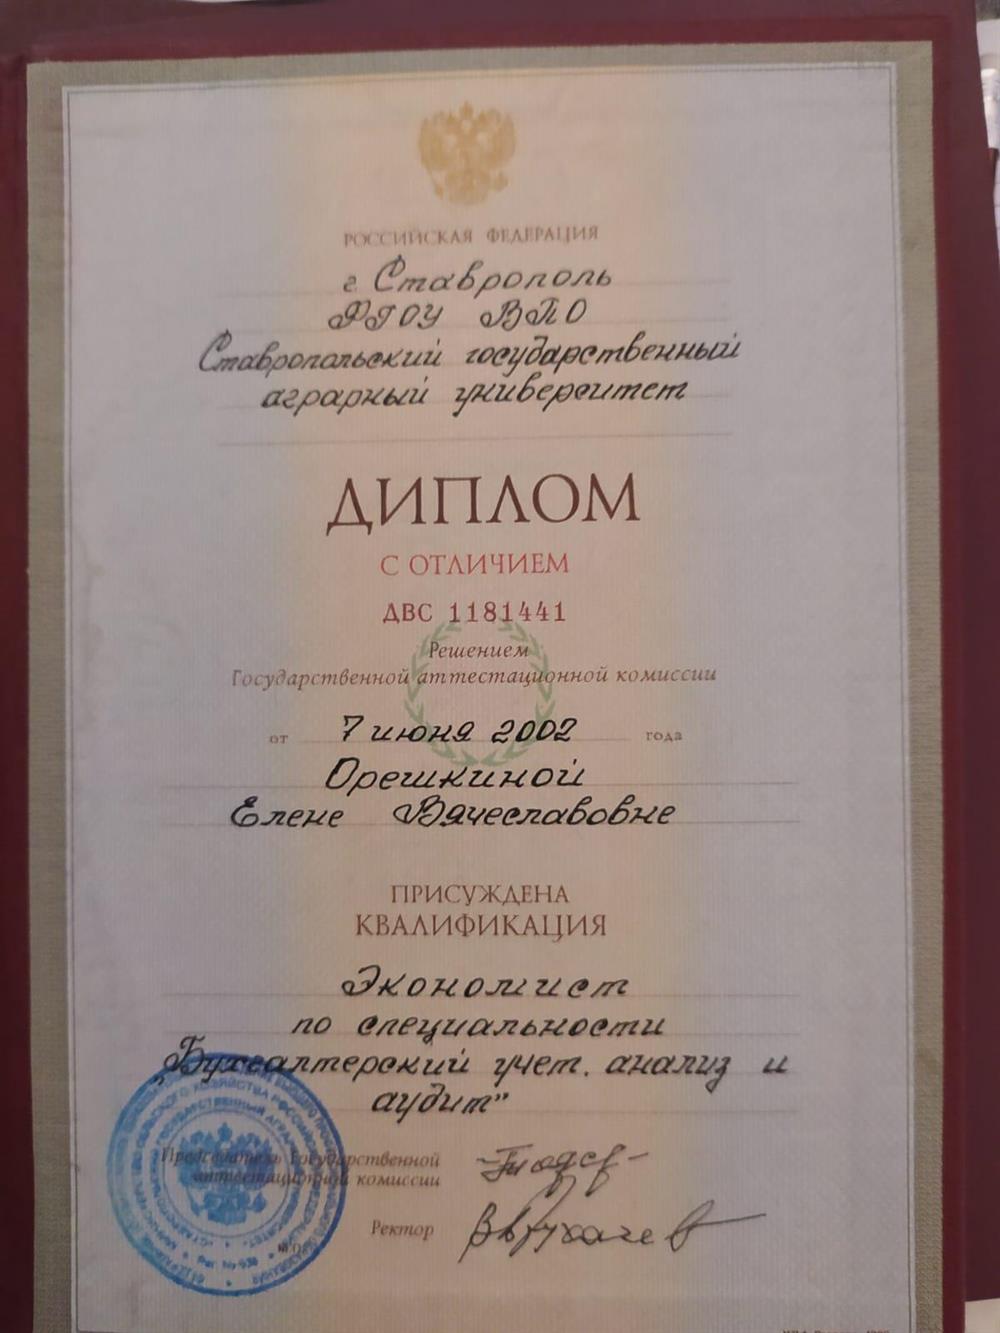 РОССИЙСКАЯ ФЕДЕРАЦИЯ
г. Ставрополь
ФГОУ ВПО
Ставропольский государственный
аграрный университет
ДИПЛОМ
С ОТЛИЧИЕМ
ДВС 1181441
Решением
Государственной аттестационной комиссии
от 7 июня 2002 года
Орешкиной
Елене Вячеславовне
ПРИСУЖДЕНА
КВАЛИФИКАЦИЯ
Экономист
по специальности
„Бухгалтерский учет, анализ и
аудит"
Председатель Государственной
аттестационной комиссии
Ректор